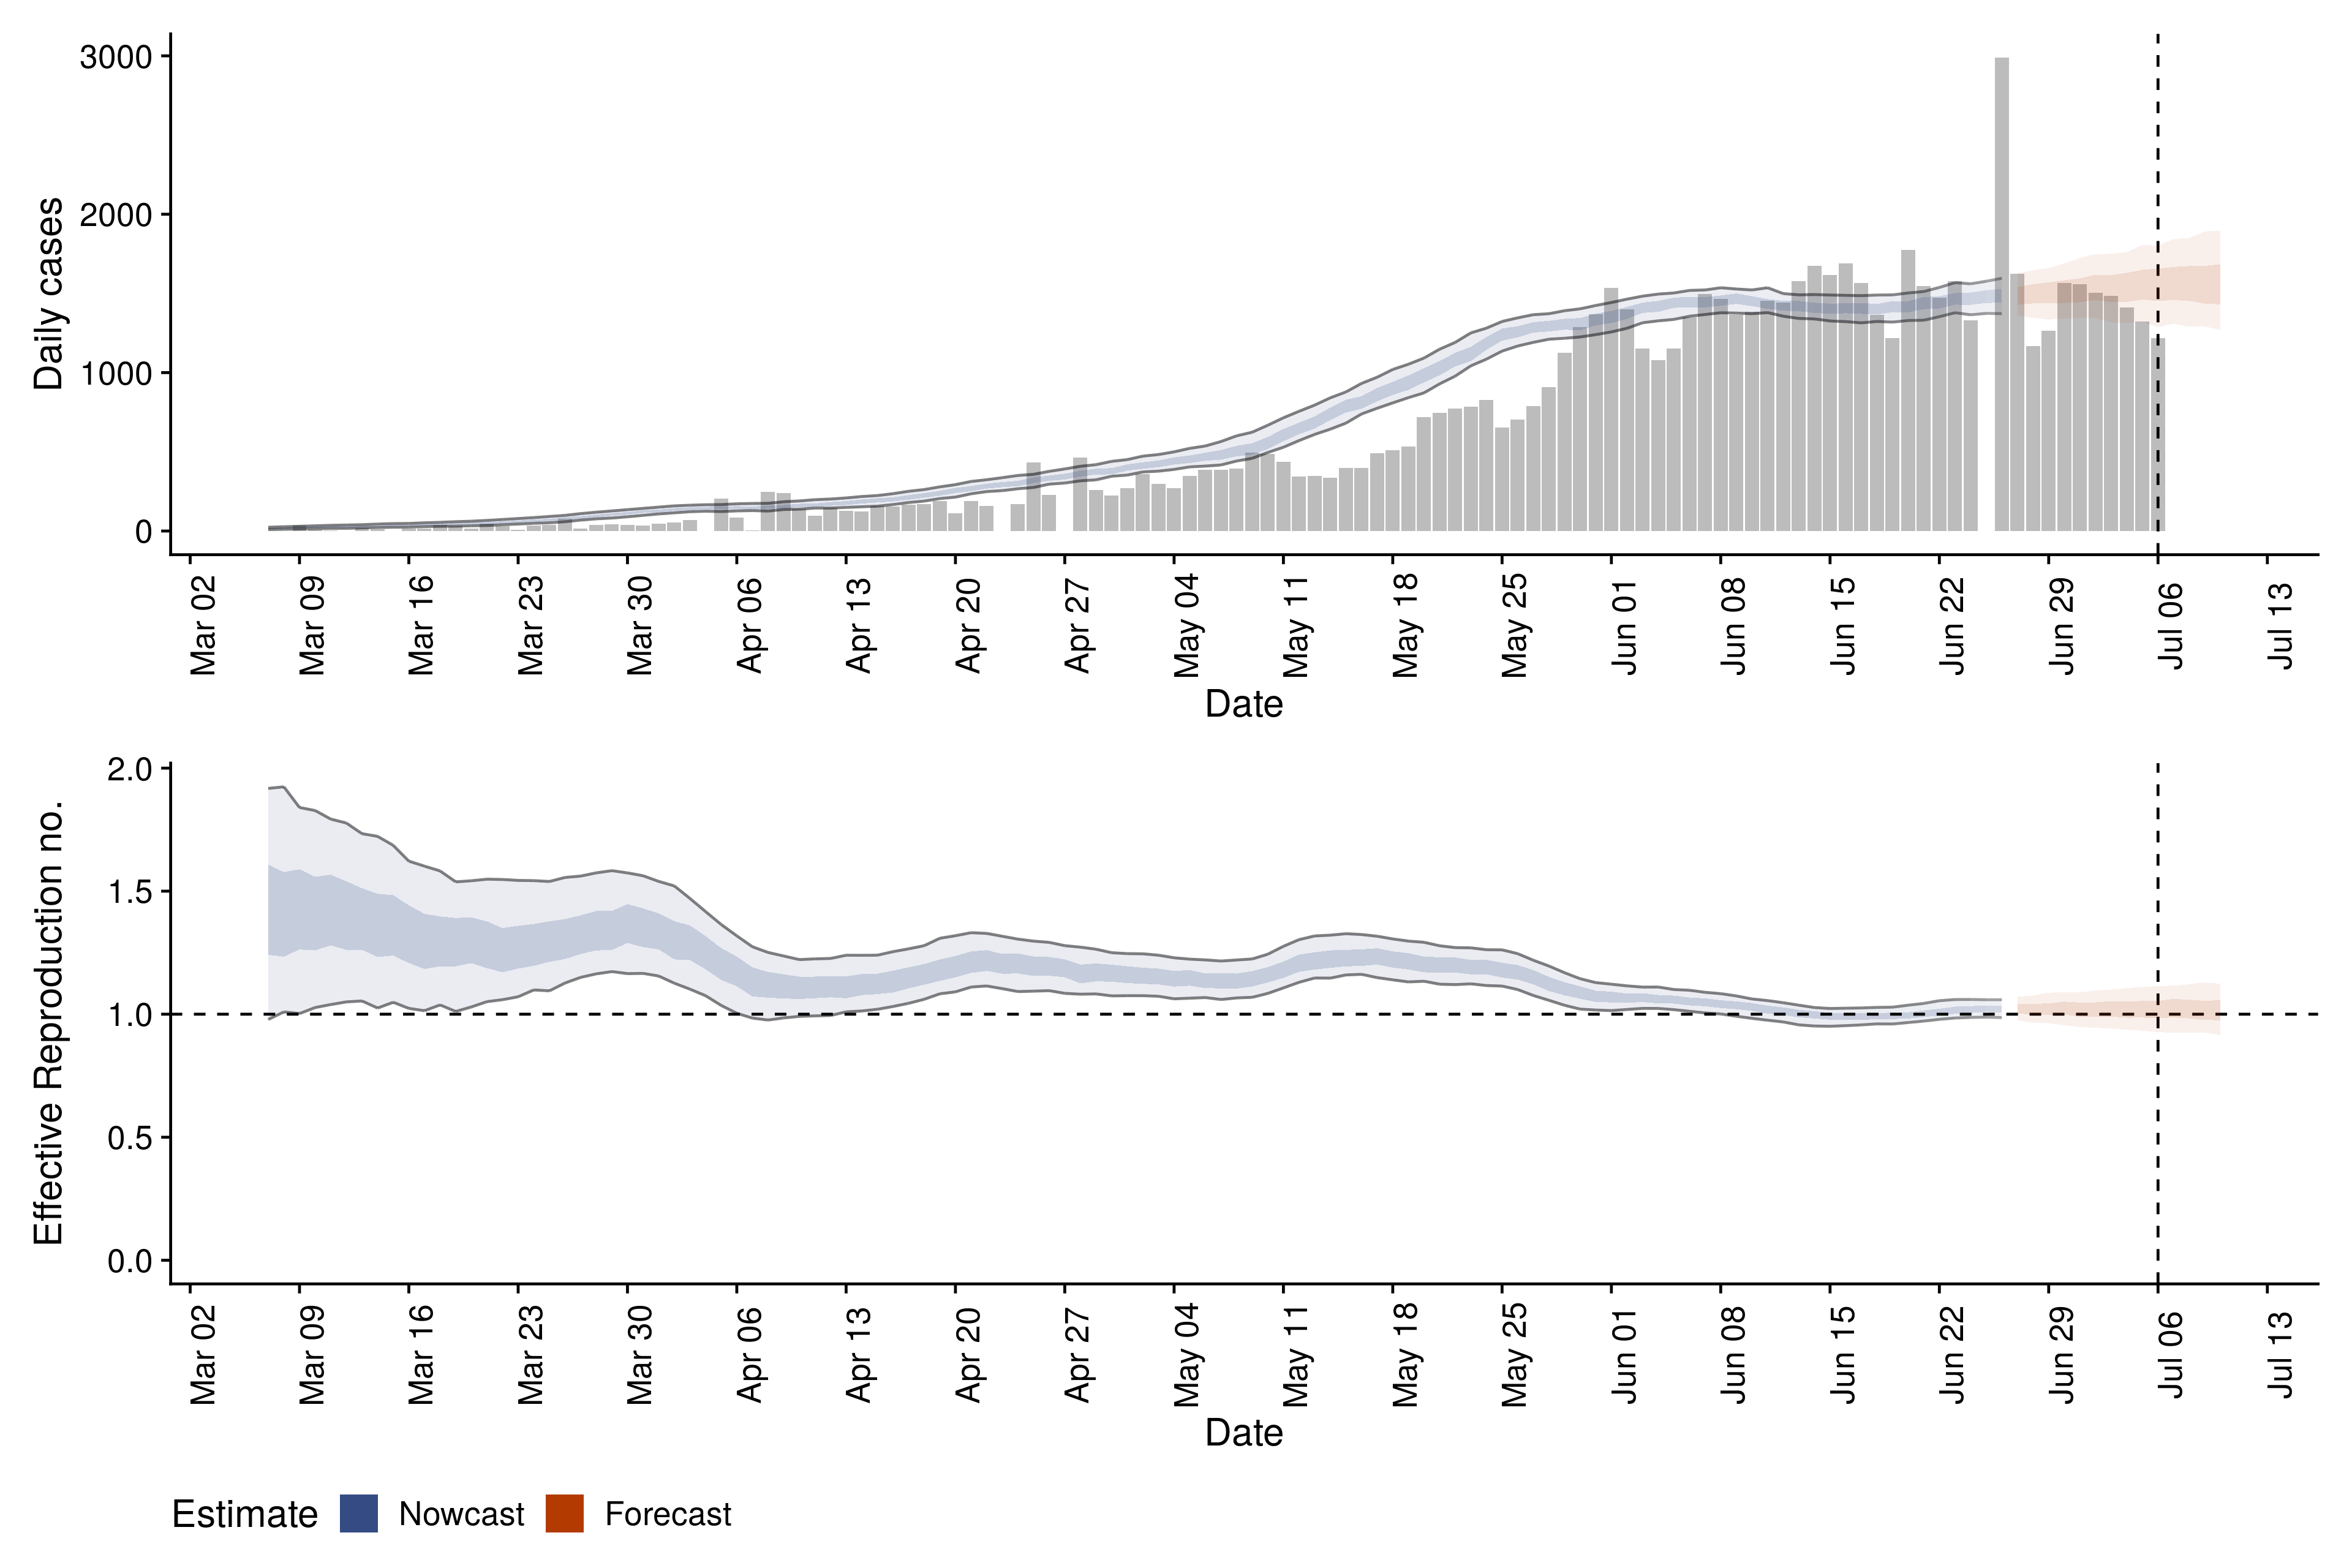 3000
2000
1000
0
Daily cases
Mar 02
Mar 09
Mar 16
Mar 23
Mar 30
Apr 06
Apr 13
Apr 20
Apr 27
May 04
May 11
May 18
May 25
Jun 01
Jun 08
Jun 15
Jun 22
Jun 29
Jul 06
Jul 13
Date
2.0
1.5
1.0
0.5
0.0
Effective Reproduction no.
Mar 02
Mar 09
Mar 16
Mar 23
Mar 30
Apr 06
Apr 13
Apr 20
Apr 27
May 04
May 11
May 18
May 25
Jun 01
Jun 08
Jun 15
Jun 22
Jun 29
Jul 06
Jul 13
Date
Estimate Nowcast Forecast